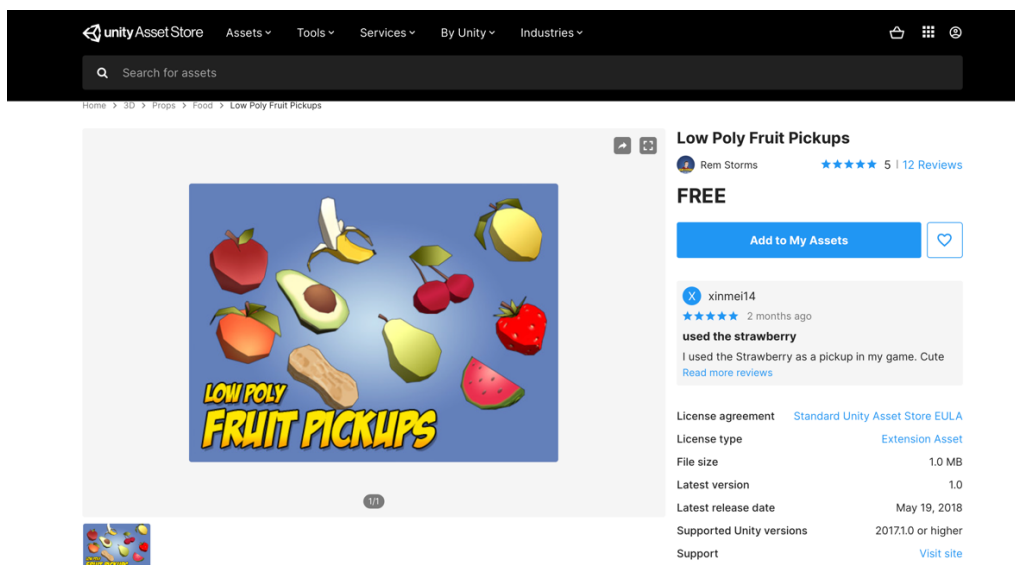 unity Asset Store Assets Tools Services By Unity Industries
Search for assets
Home > 3D > Props > Food > Low Poly Fruit Pickups
LOW POLY
FRUIT PICKUPS
1/1
Low Poly Fruit Pickups
Rem Storms 5 | 12 Reviews
FREE
Add to My Assets
X xinmei14
2 months ago
used the strawberry
I used the Strawberry as a pickup in my game. Cute
Read more reviews
License agreement Standard Unity Asset Store EULA
License type Extension Asset
File size 1.0 MB
Latest version 1.0
Latest release date May 19, 2018
Supported Unity versions 2017.1.0 or higher
Support Visit site
LOW POLY
FRUIT PICKUPS